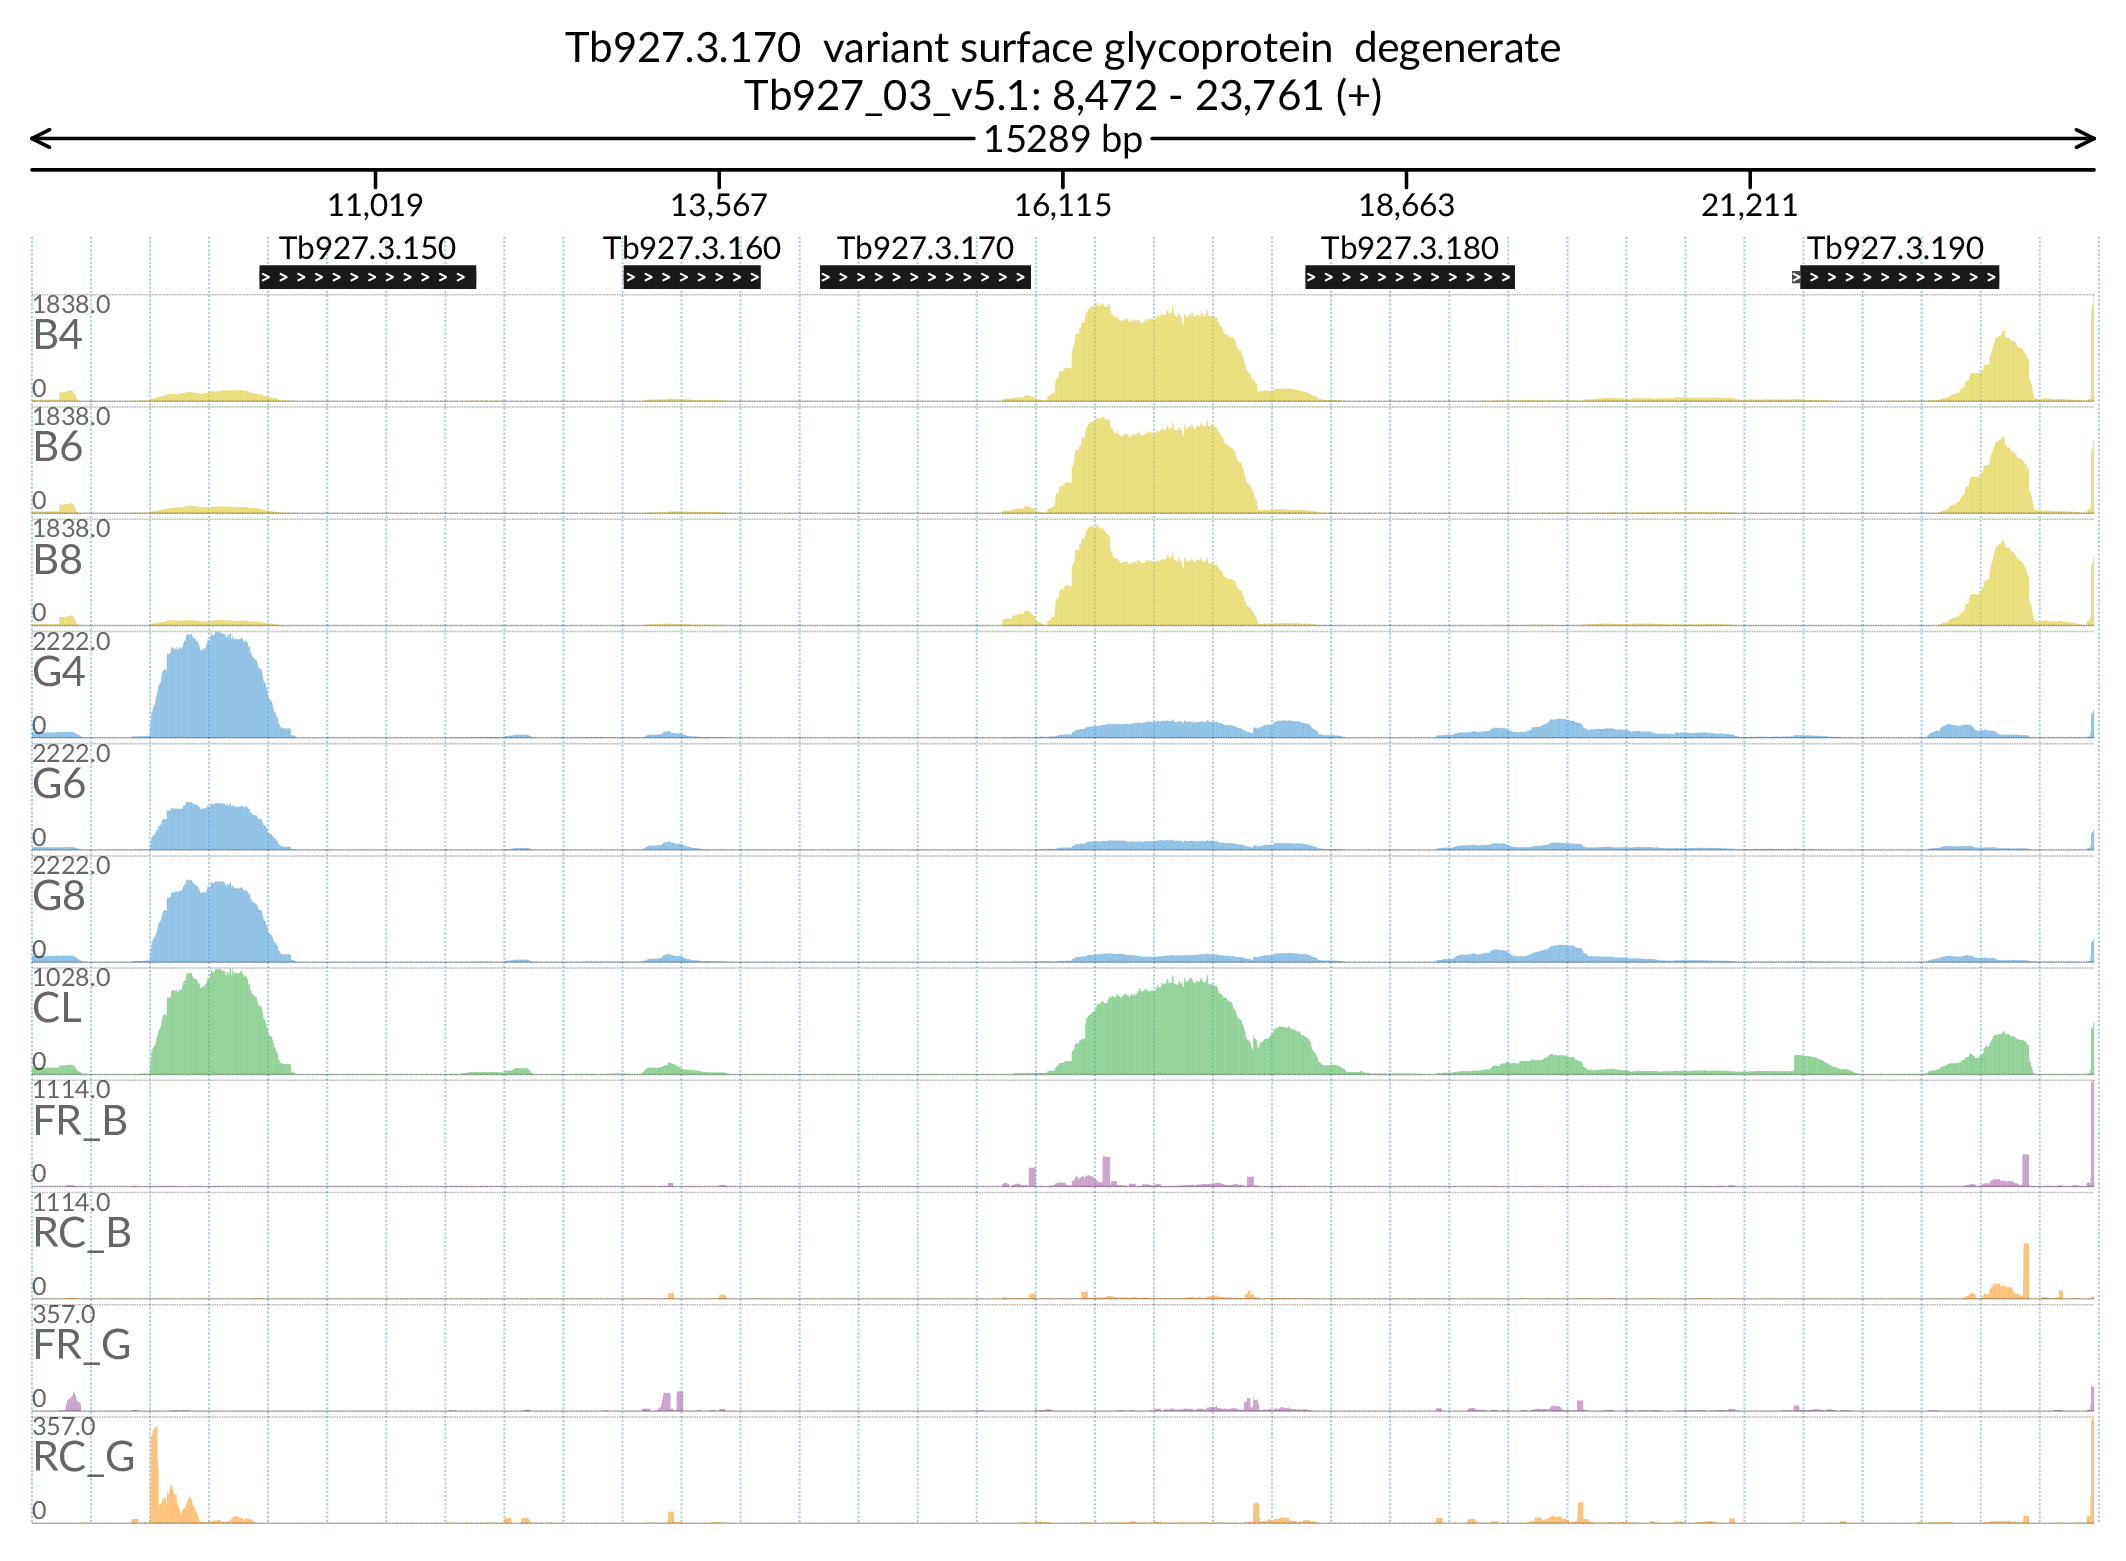 Tb927.3.170  variant surface glycoprotein  degenerate
Tb927_03_v5.1: 8,472 - 23,761 (+)
15289 bp
11,019 13,567 16,115 18,663 21,211
Tb927.3.150 Tb927.3.160 Tb927.3.170 Tb927.3.180 Tb927.3.190
1838.0
B4
0
1838.0
B6
0
1838.0
B8
0
2222.0
G4
0
2222.0
G6
0
2222.0
G8
0
1028.0
CL
0
1114.0
FR_B
0
1114.0
RC_B
0
357.0
FR_G
0
357.0
RC_G
0